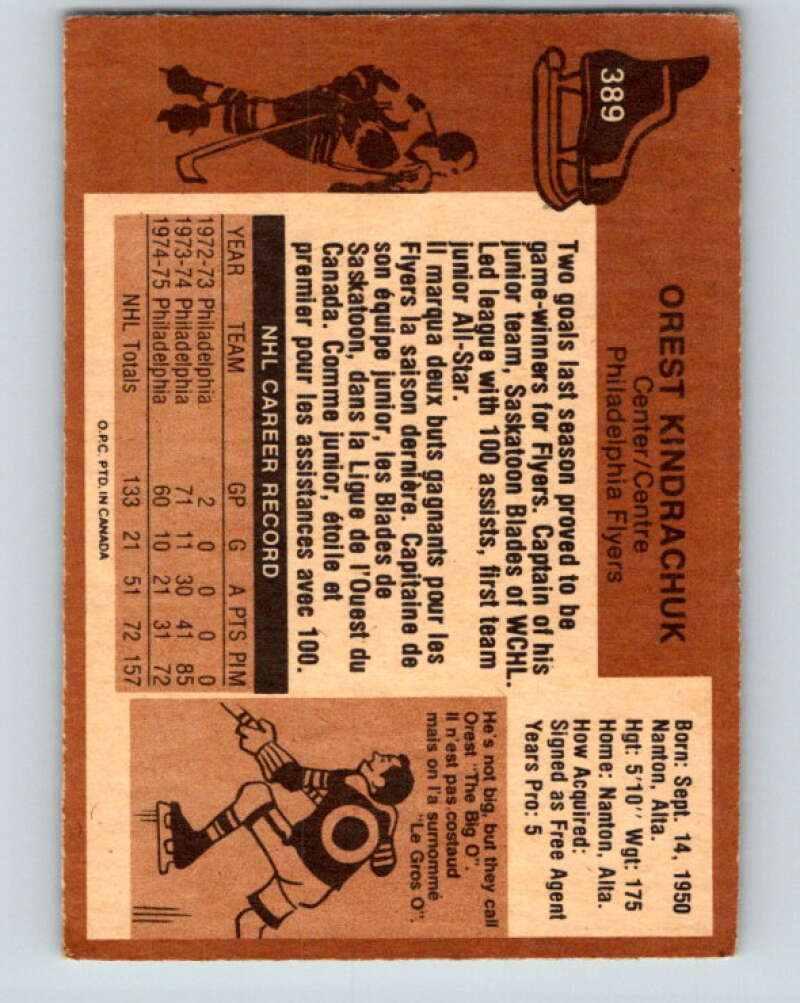 389
OREST KINDRACHUK
Center/Centre
Philadelphia Flyers
Born: Sept. 14, 1950
Nanton, Alta.
Hgt: 5'10" Wgt: 175
Home: Nanton, Alta.
How Acquired:
Signed as Free Agent
Years Pro: 5
Two goals last season proved to be
game-winners for Flyers. Captain of his
junior team, Saskatoon Blades of WCHL.
Led league with 100 assists, first team
junior All-Star.
Il marqua deux buts gagnants pour les
Flyers la saison dernière. Capitaine de
son équipe junior, les Blades de
Saskatoon, dans la Ligue de l'Ouest du
Canada. Comme junior, étoile et
premier pour les assistances avec 100.
NHL CAREER RECORD
YEAR TEAM GP G A PTS PIM
1972-73 Philadelphia 2 0 0 0 0
1973-74 Philadelphia 71 11 30 41 85
1974-75 Philadelphia 60 10 21 31 72
NHL Totals 133 21 51 72 157
He's not big, but they call
Orest "The Big O".
Il n'est pas costaud
mais on l'a surnommé
"Le Gros O".
O.P.C. PTD. IN CANADA